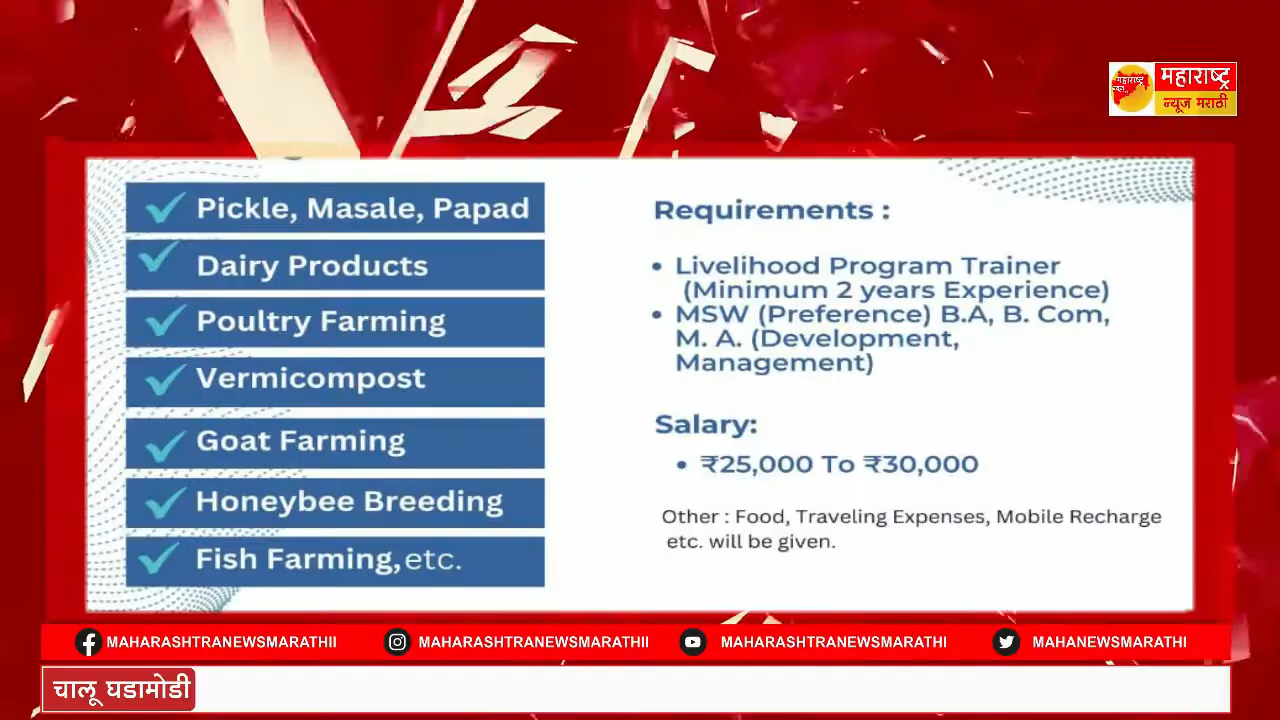 महाराष्ट्र
न्यूज मराठी
Pickle, Masale, Papad
Dairy Products
Poultry Farming
Vermicompost
Goat Farming
Honeybee Breeding
Fish Farming, etc.
Requirements :
• Livelihood Program Trainer
(Minimum 2 years Experience)
• MSW (Preference) B.A, B. Com,
M. A. (Development,
Management)
Salary:
• ₹25,000 To ₹30,000
Other : Food, Traveling Expenses, Mobile Recharge
etc. will be given.
MAHARASHTRANEWSMARATHII
MAHARASHTRANEWSMARATHII
MAHARASHTRANEWSMARATHI
MAHANEWSMARATHI
चालू घडामोडी